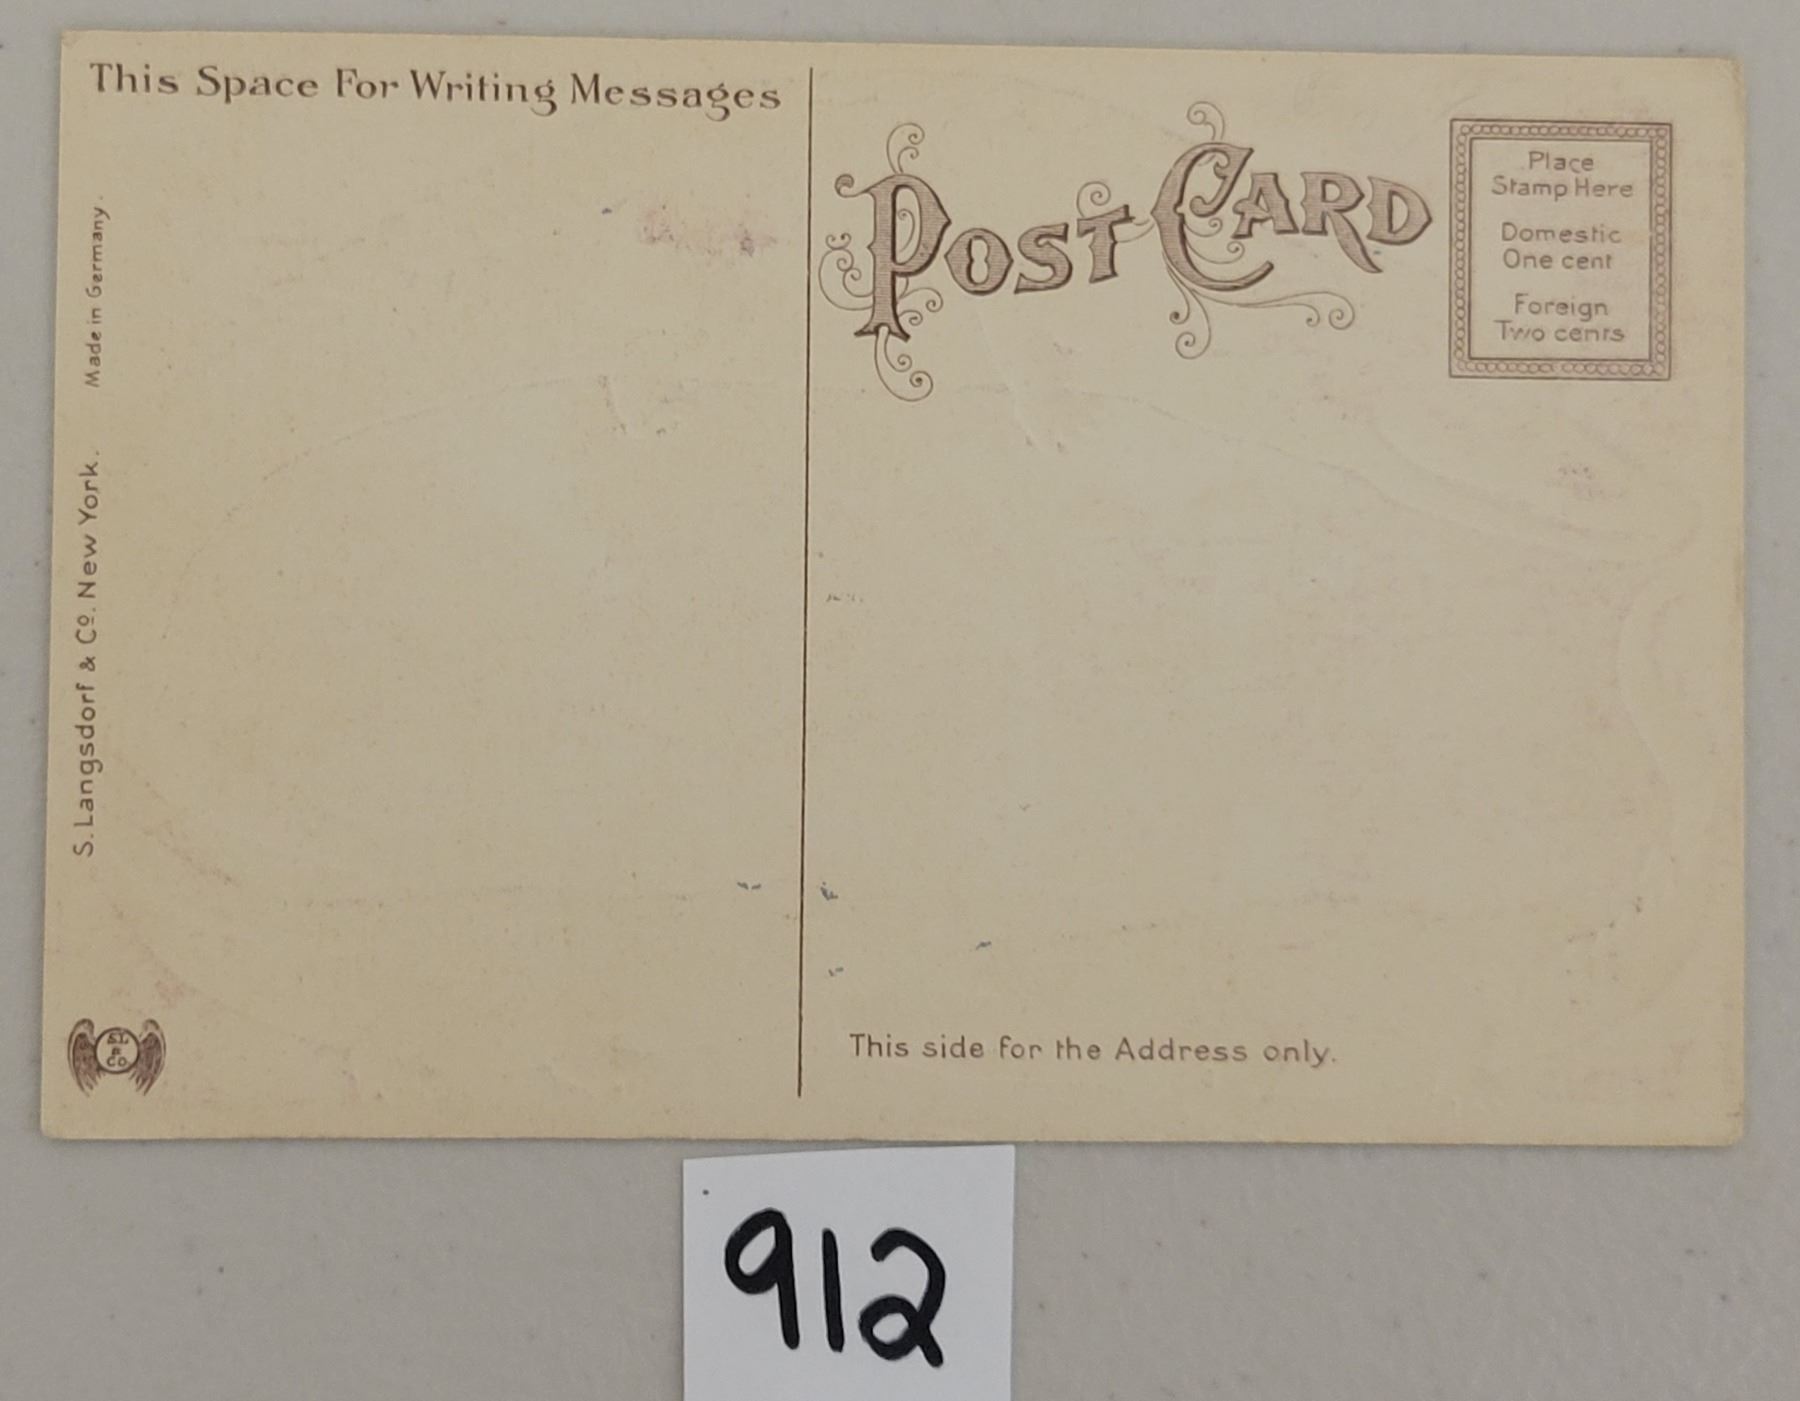 This Space For Writing Messages
POST CARD
Place
Stamp Here
Domestic
One cent
Foreign
Two cents
Made in Germany.
S. Langsdorf & Co. New York.
This side for the Address only.
912